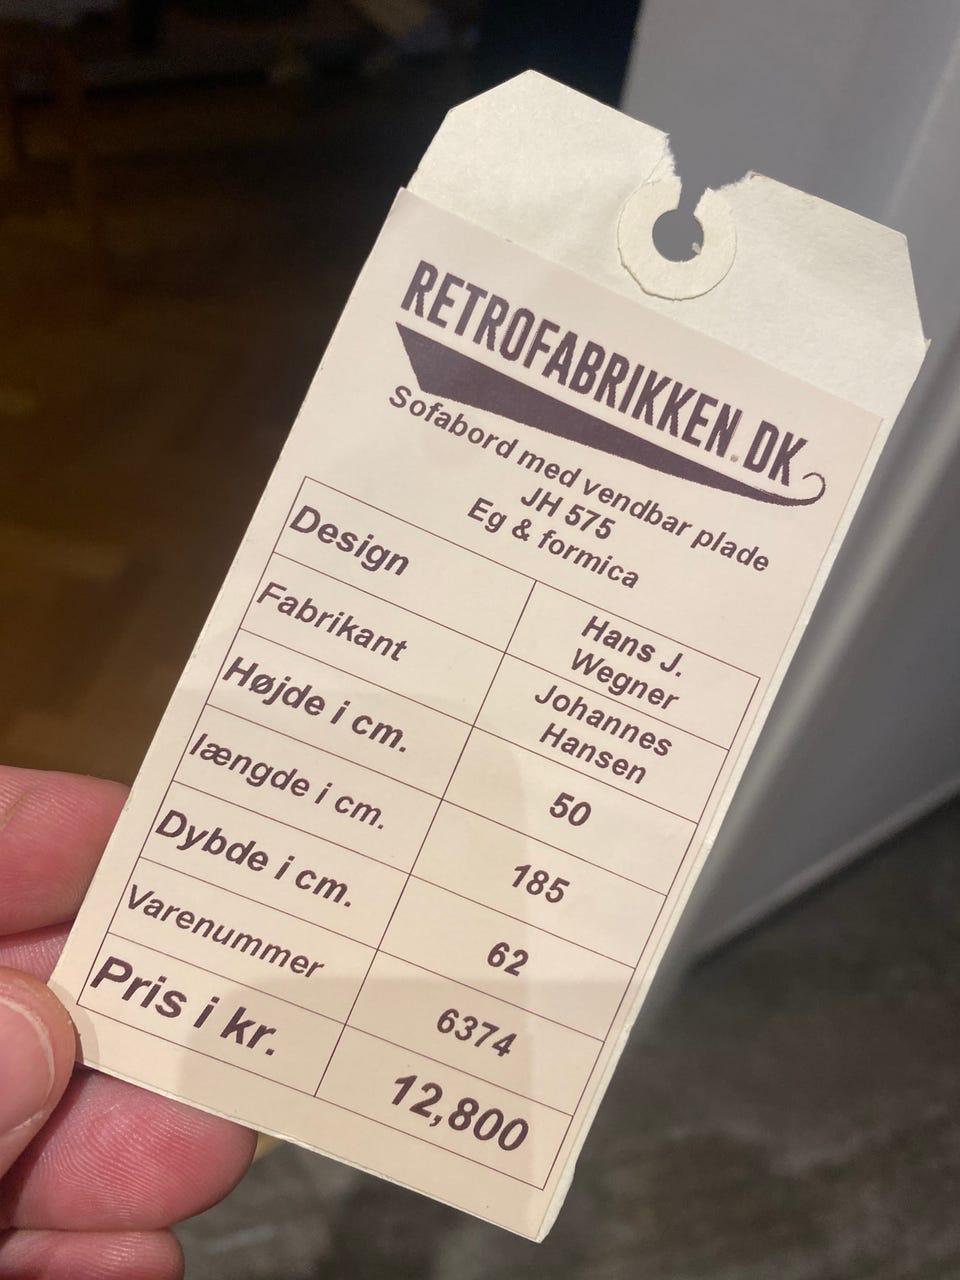 RETROFABRIKKEN.DK
Sofabord med vendbar plade
JH 575
Eg & formica
Design
Hans J.
Wegner
Fabrikant
Johannes
Hansen
Højde i cm.
50
længde i cm.
185
Dybde i cm.
62
Varenummer
6374
Pris i kr.
12,800